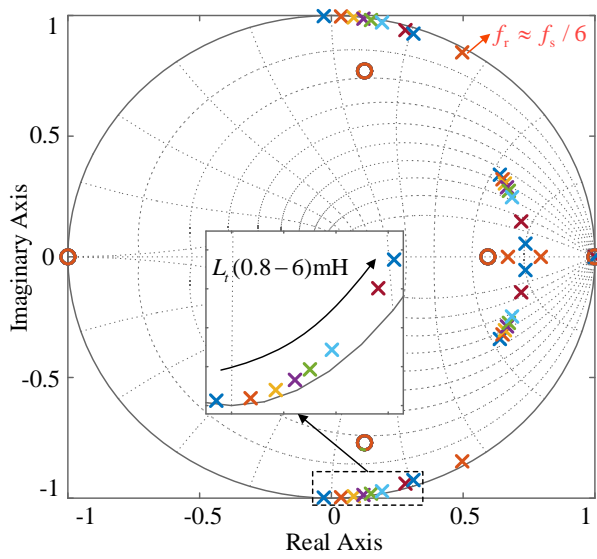 1
f_r ≈ f_s / 6
0.5
Imaginary Axis
0
L_t (0.8−6)mH
-0.5
-1
-1
-0.5
0
0.5
1
Real Axis